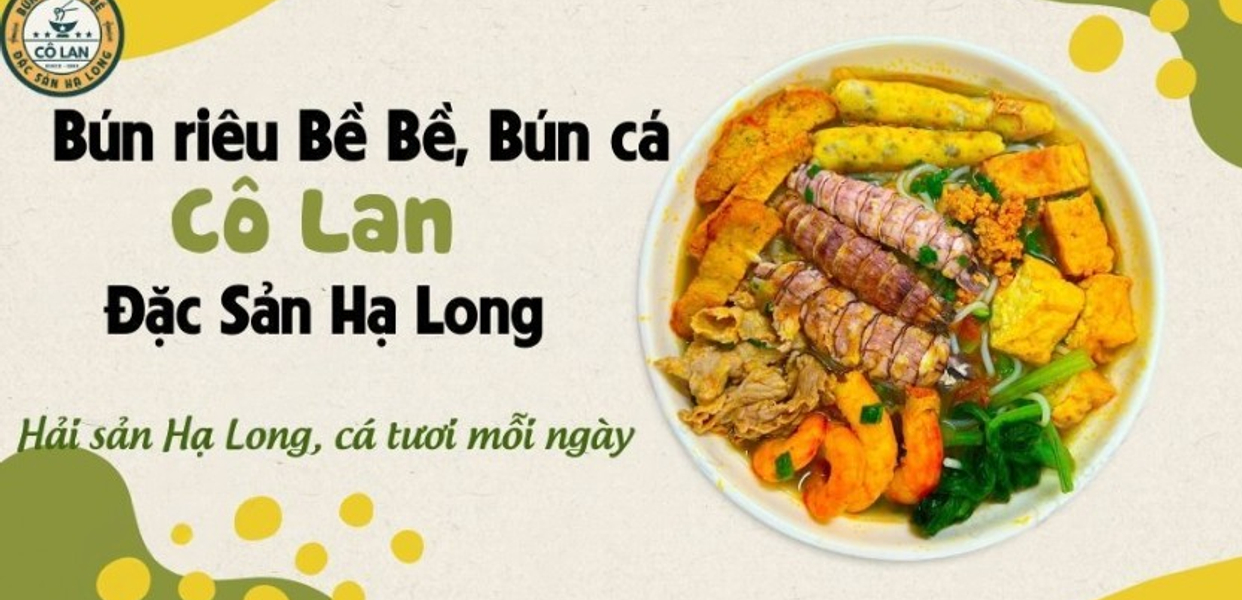 CÔ LAN
ĐẶC SẢN HẠ LONG
Bún riêu Bề Bề, Bún cá
Cô Lan
Đặc Sản Hạ Long
Hải sản Hạ Long, cá tươi mỗi ngày